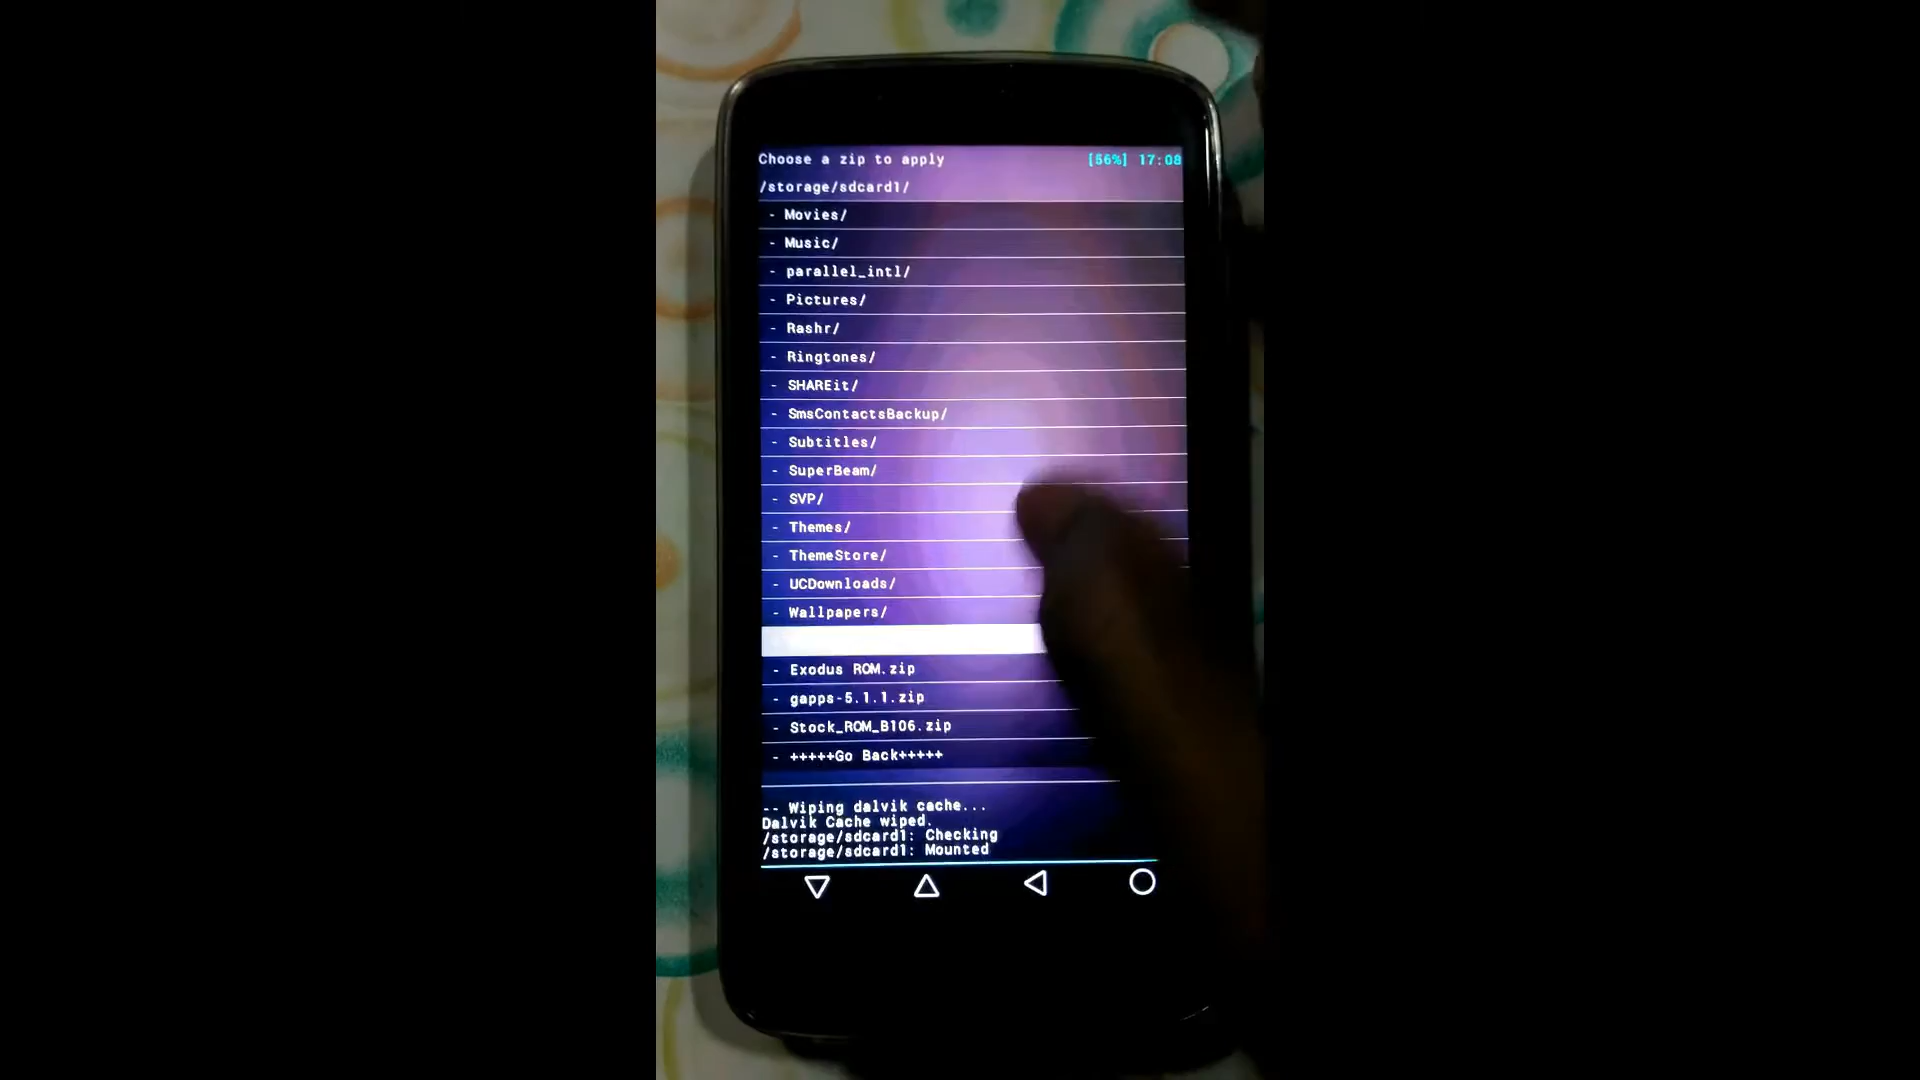 Choose a zip to apply [56%] 17:08
/storage/sdcard1/
- Movies/
- Music/
- parallel_intl/
- Pictures/
- Rashr/
- Ringtones/
- SHAREit/
- SmsContactsBackup/
- Subtitles/
- SuperBeam/
- SVP/
- Themes/
- ThemeStore/
- UCDownloads/
- Wallpapers/
- Exodus ROM.zip
- gapps-5.1.1.zip
- Stock_ROM_B106.zip
- +++++Go Back+++++
-- Wiping dalvik cache...
Dalvik Cache wiped.
/storage/sdcard1: Checking
/storage/sdcard1: Mounted